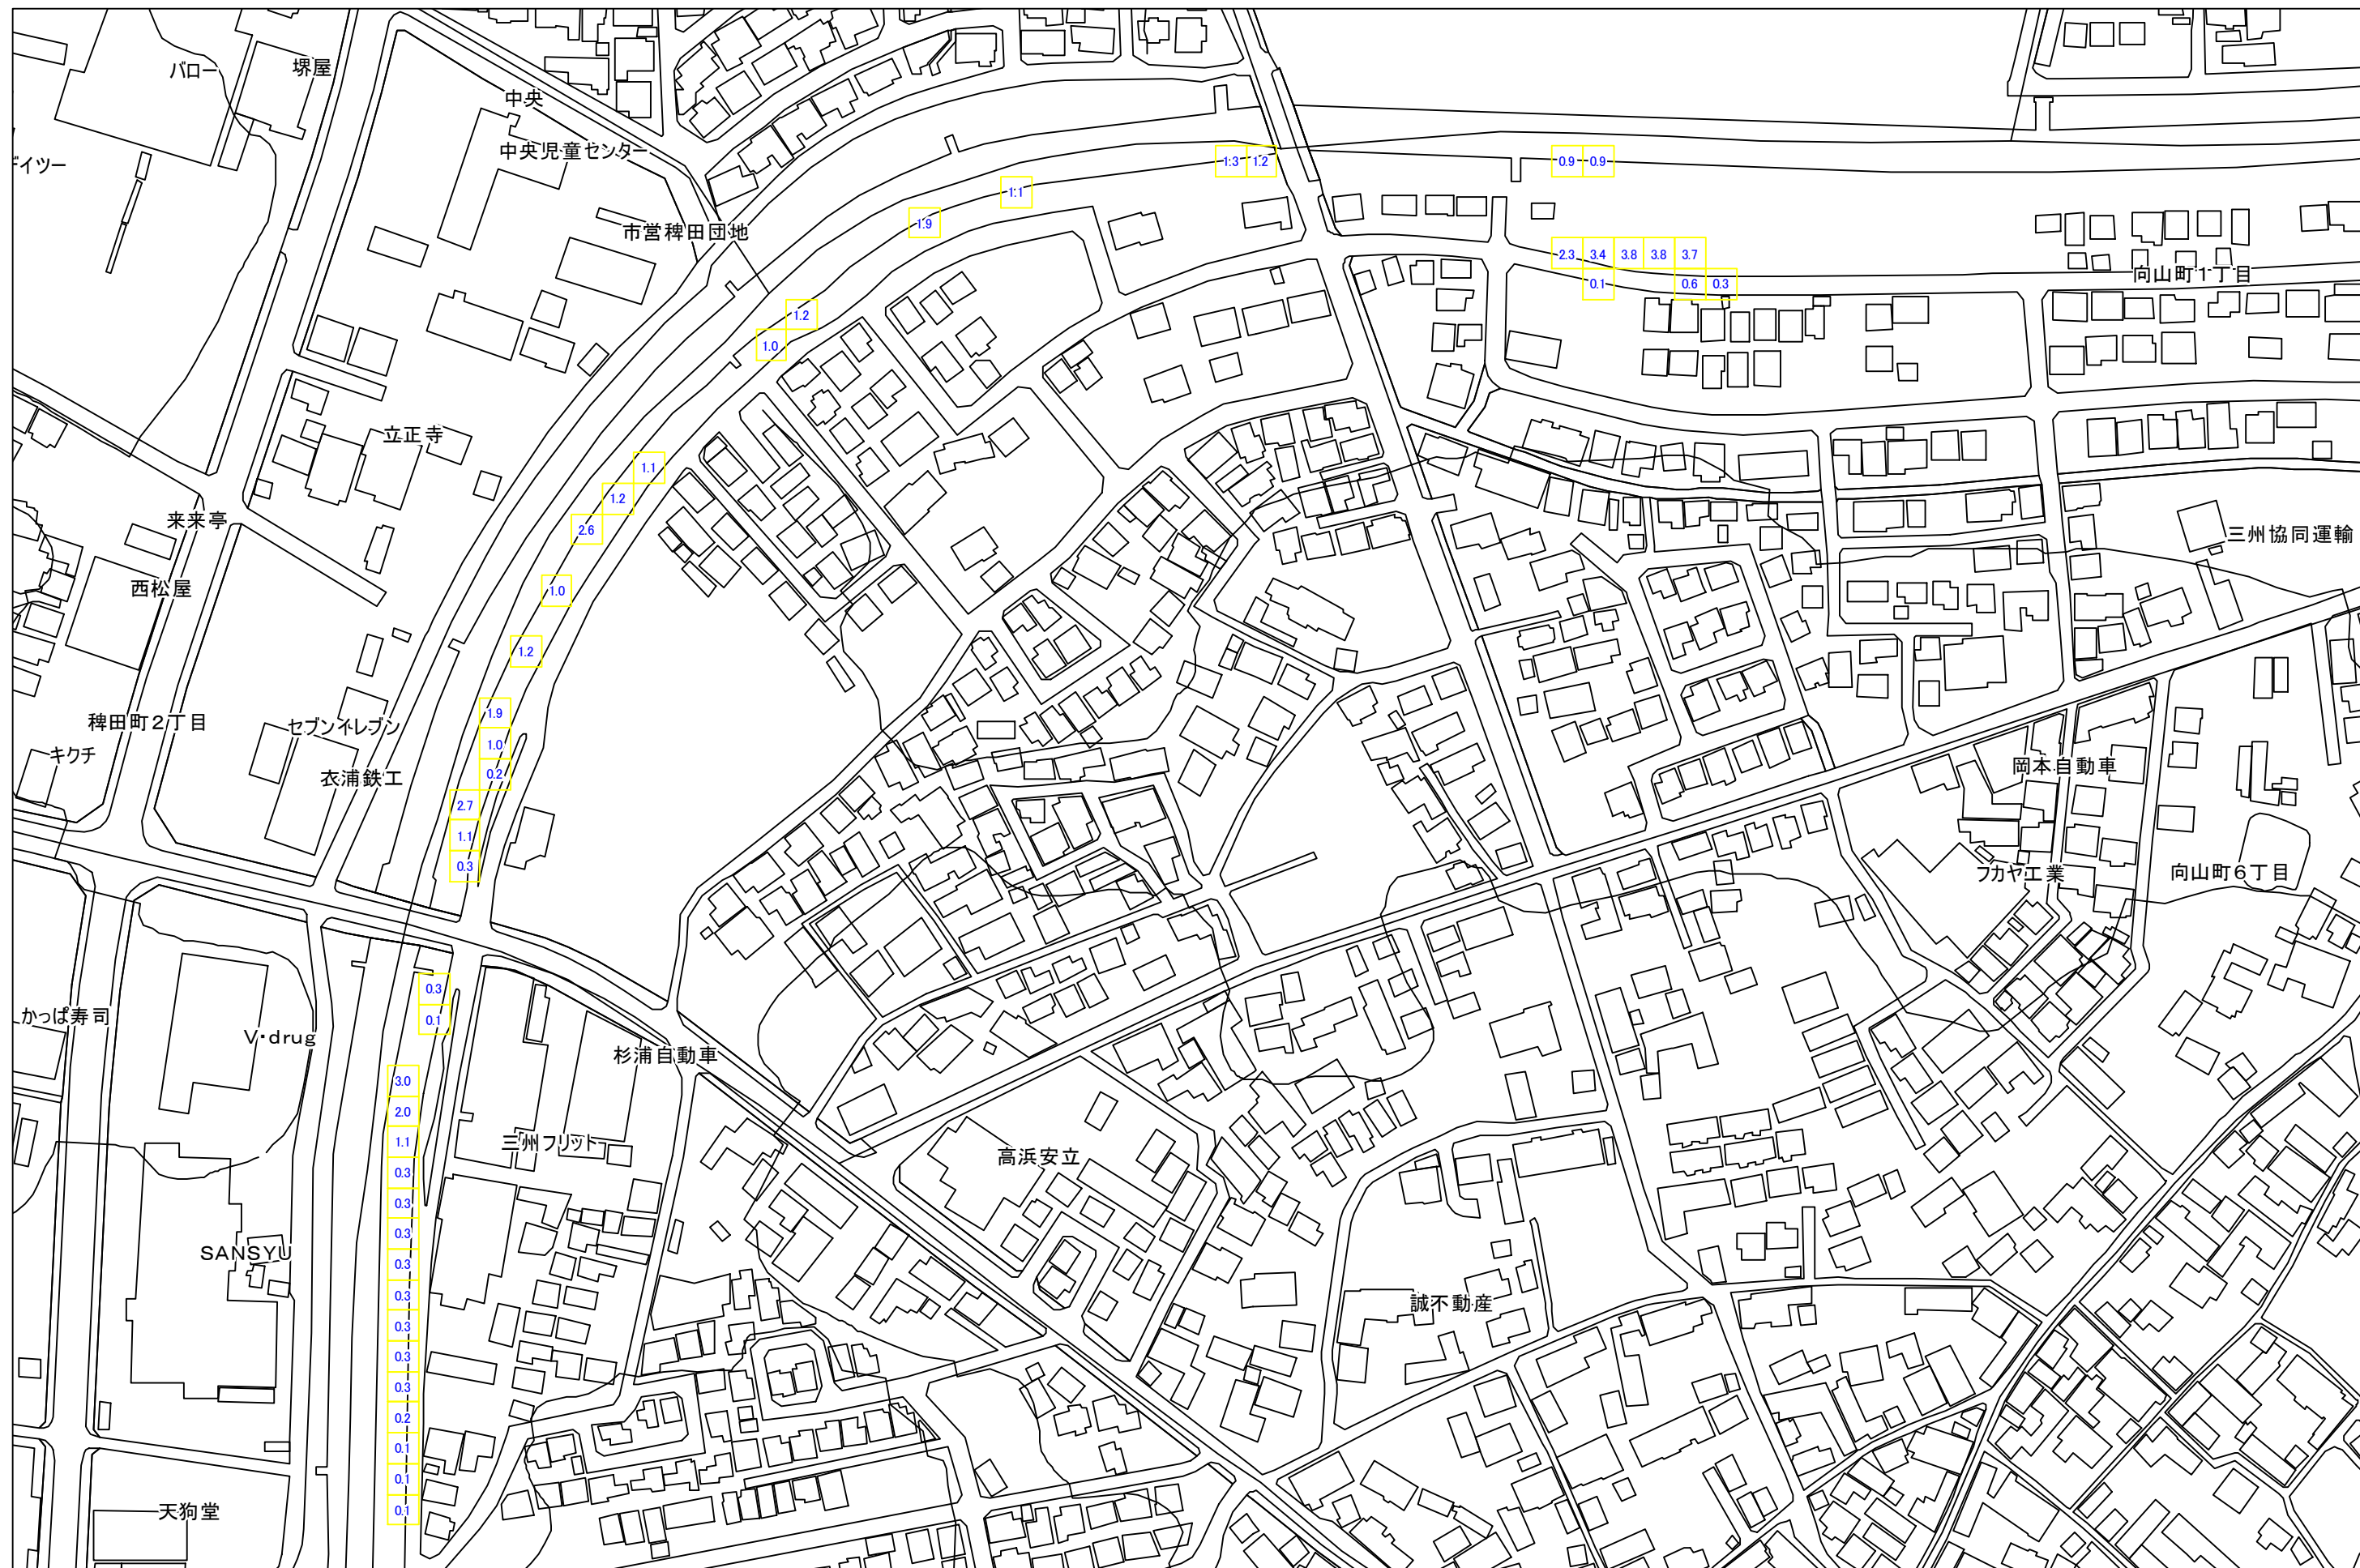 バロー
堺屋
中央
中央児童センター
イツー
1.3 1.2
0.9 0.9
1.1
1.9
市営稗田団地
2.3 3.4 3.8 3.8 3.7
0.1 0.6 0.3
向山町1丁目
1.2
1.0
立正寺
1.1
1.2
来来亭
2.6
三州協同運輸
西松屋
1.0
1.2
1.9
稗田町2丁目
セブンイレブン
キクチ
1.0
衣浦鉄工
0.2
岡本自動車
2.7
1.1
0.3
フカヤ工業
向山町6丁目
0.3
かっぱ寿司
0.1
V・drug
杉浦自動車
3.0
2.0
1.1
三州フリット
高浜安立
0.3
0.3
0.3
SANSYU
0.3
0.3
誠不動産
0.3
0.3
0.3
0.2
0.1
0.1
天狗堂
0.1